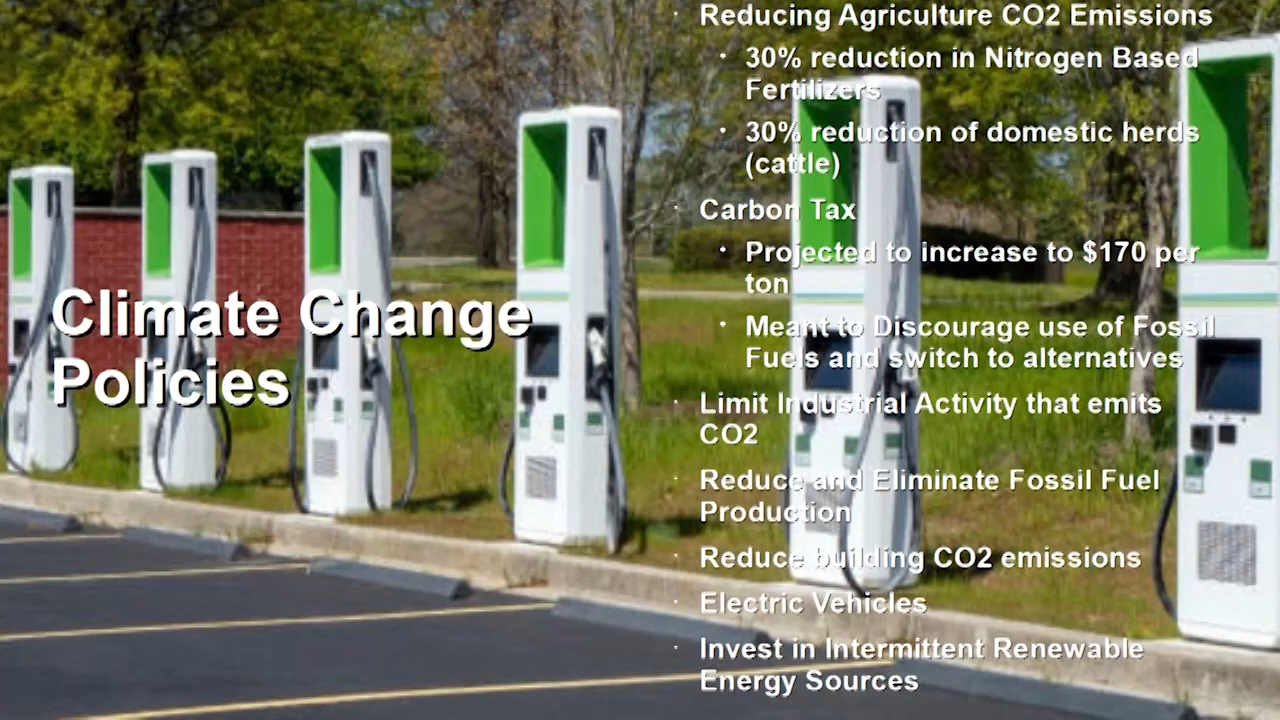 Climate Change
Policies
Reducing Agriculture CO2 Emissions
30% reduction in Nitrogen Based
Fertilizers
30% reduction of domestic herds
(cattle)
Carbon Tax
Projected to increase to $170 per
ton
Meant to Discourage use of Fossil
Fuels and switch to alternatives
Limit Industrial Activity that emits
CO2
Reduce and Eliminate Fossil Fuel
Production
Reduce building CO2 emissions
Electric Vehicles
Invest in Intermittent Renewable
Energy Sources